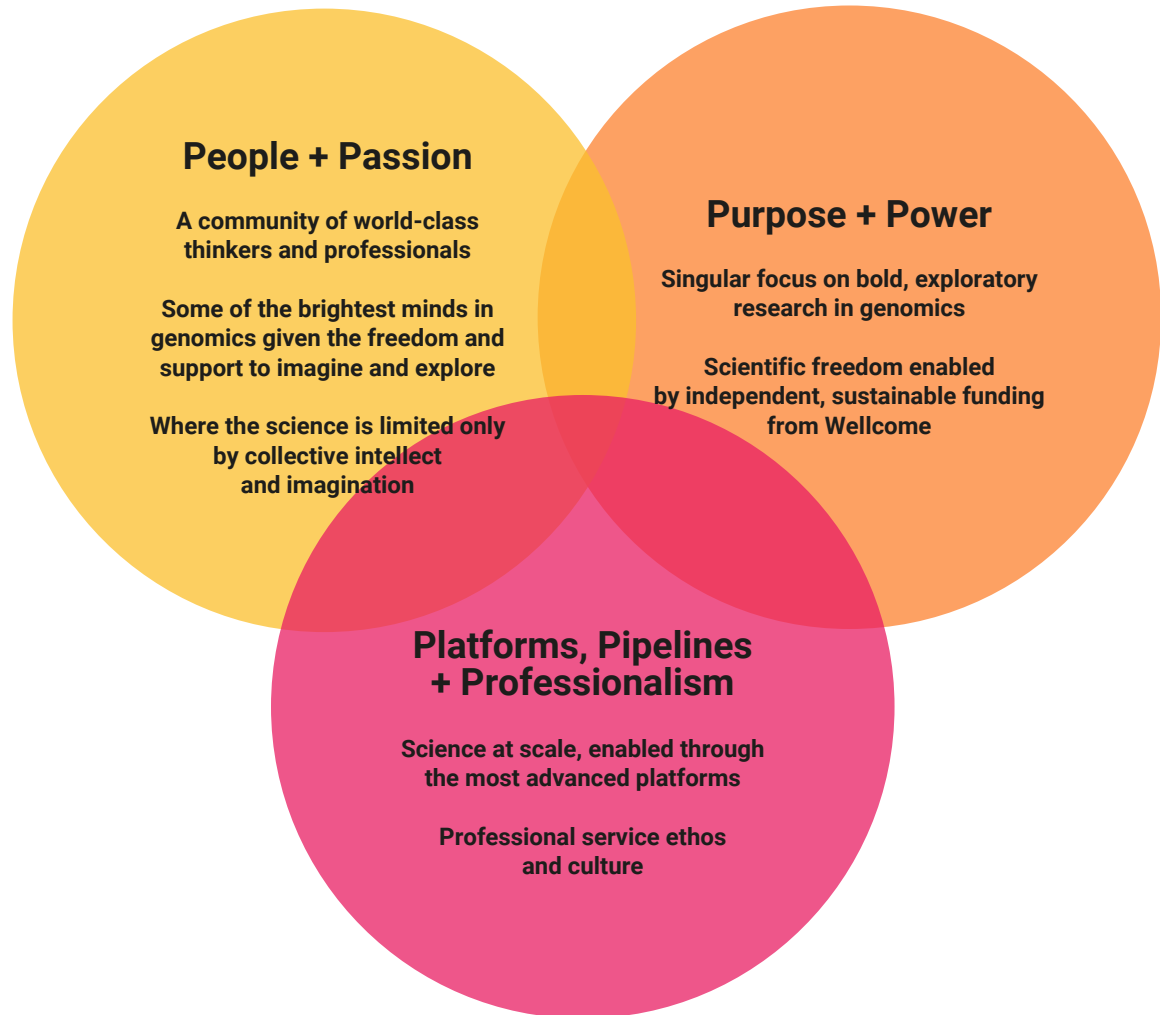 People + Passion
A community of world-class
thinkers and professionals
Some of the brightest minds in
genomics given the freedom and
support to imagine and explore
Where the science is limited only
by collective intellect
and imagination
Purpose + Power
Singular focus on bold, exploratory
research in genomics
Scientific freedom enabled
by independent, sustainable funding
from Wellcome
Platforms, Pipelines
+ Professionalism
Science at scale, enabled through
the most advanced platforms
Professional service ethos
and culture